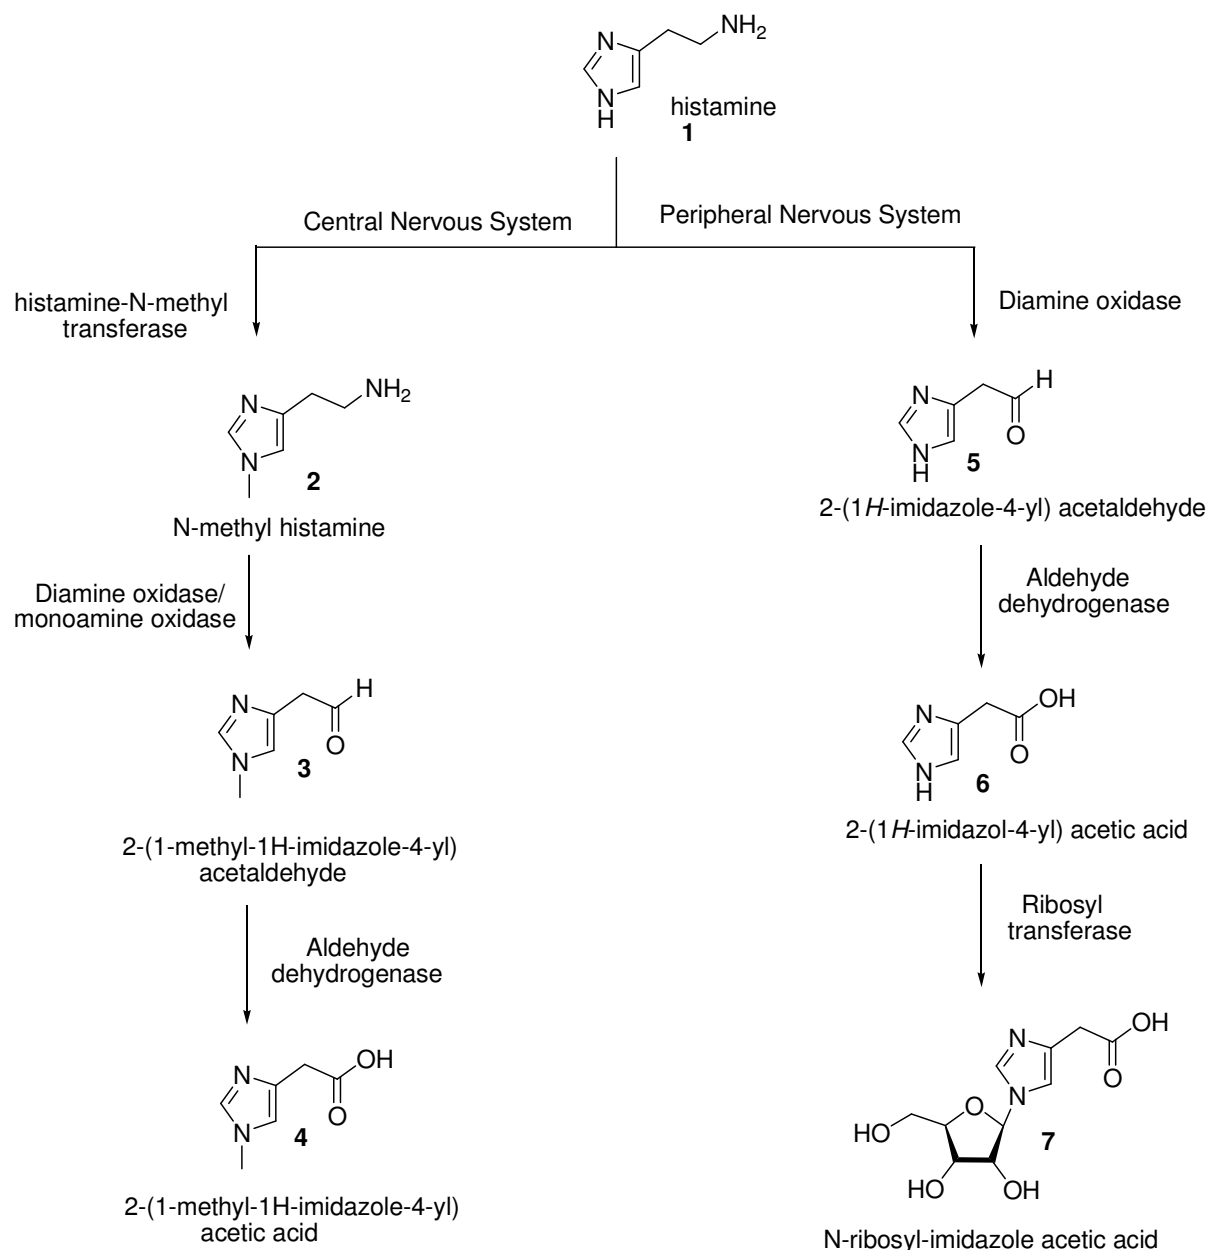 NH2
N
N
H
histamine
1
Central Nervous System
Peripheral Nervous System
histamine-N-methyl
transferase
Diamine oxidase
N
NH2
N
2
N-methyl histamine
N
H
O
N
H
5
2-(1H-imidazole-4-yl) acetaldehyde
Diamine oxidase/
monoamine oxidase
Aldehyde
dehydrogenase
N
H
O
N
3
2-(1-methyl-1H-imidazole-4-yl)
acetaldehyde
N
OH
O
N
H
6
2-(1H-imidazol-4-yl) acetic acid
Aldehyde
dehydrogenase
Ribosyl
transferase
N
OH
O
N
4
2-(1-methyl-1H-imidazole-4-yl)
acetic acid
N
OH
O
N
O
HO
HO
OH
7
N-ribosyl-imidazole acetic acid